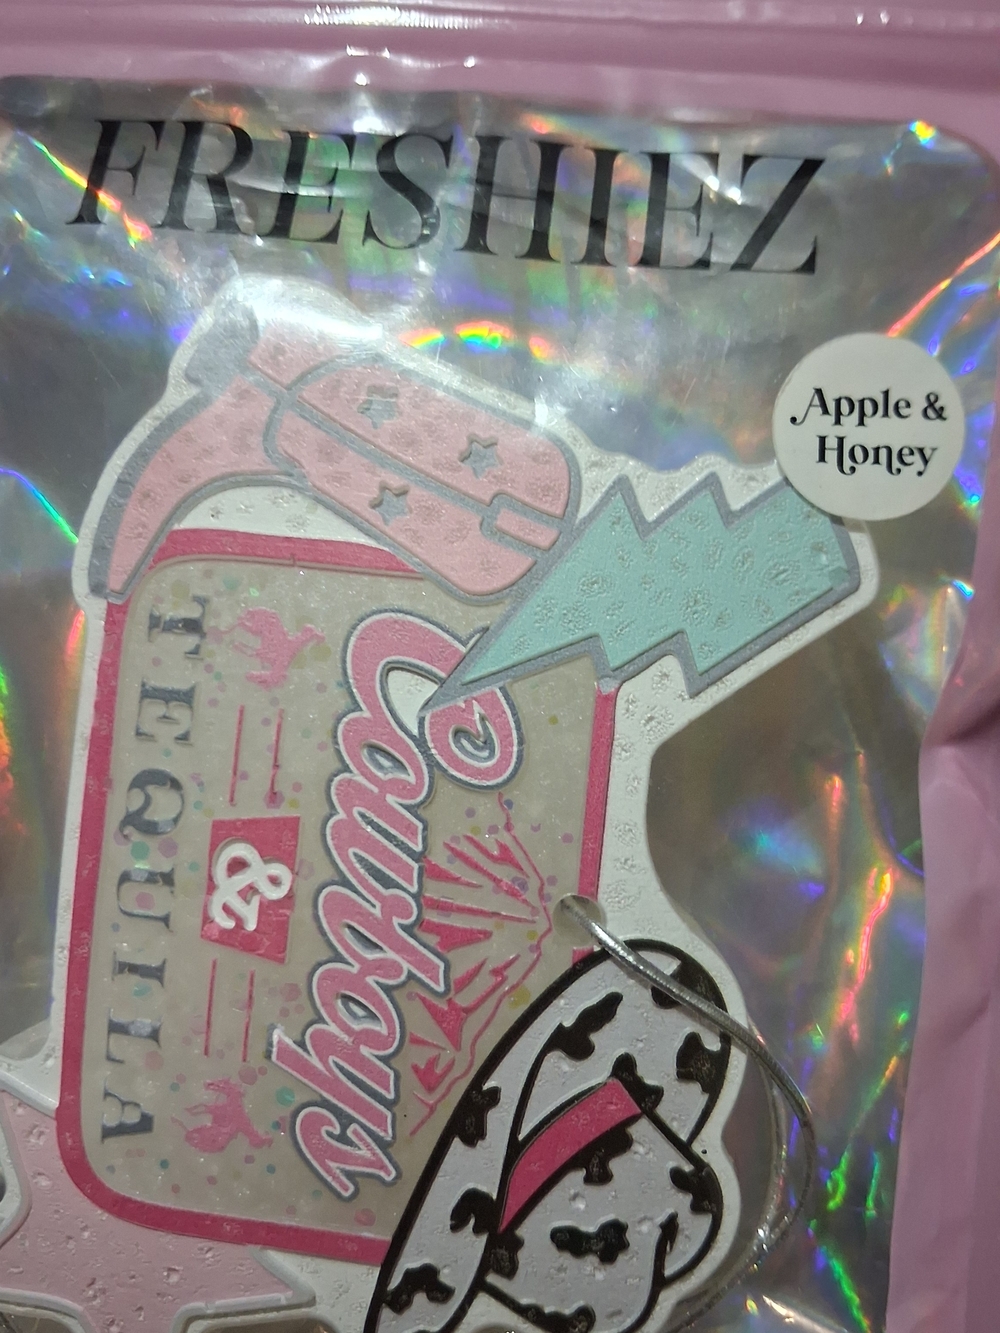 FRESHIEZ
Apple &
Honey
Cowboys
&
TEQUILA